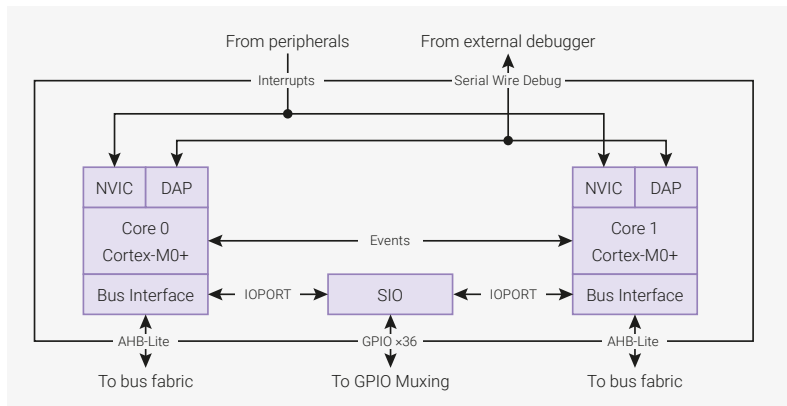 From peripherals
From external debugger
Interrupts
Serial Wire Debug
NVIC
DAP
NVIC
DAP
Core 0
Cortex-M0+
Core 1
Cortex-M0+
Events
Bus Interface
IOPORT
SIO
IOPORT
Bus Interface
AHB-Lite
GPIO ×36
AHB-Lite
To bus fabric
To GPIO Muxing
To bus fabric